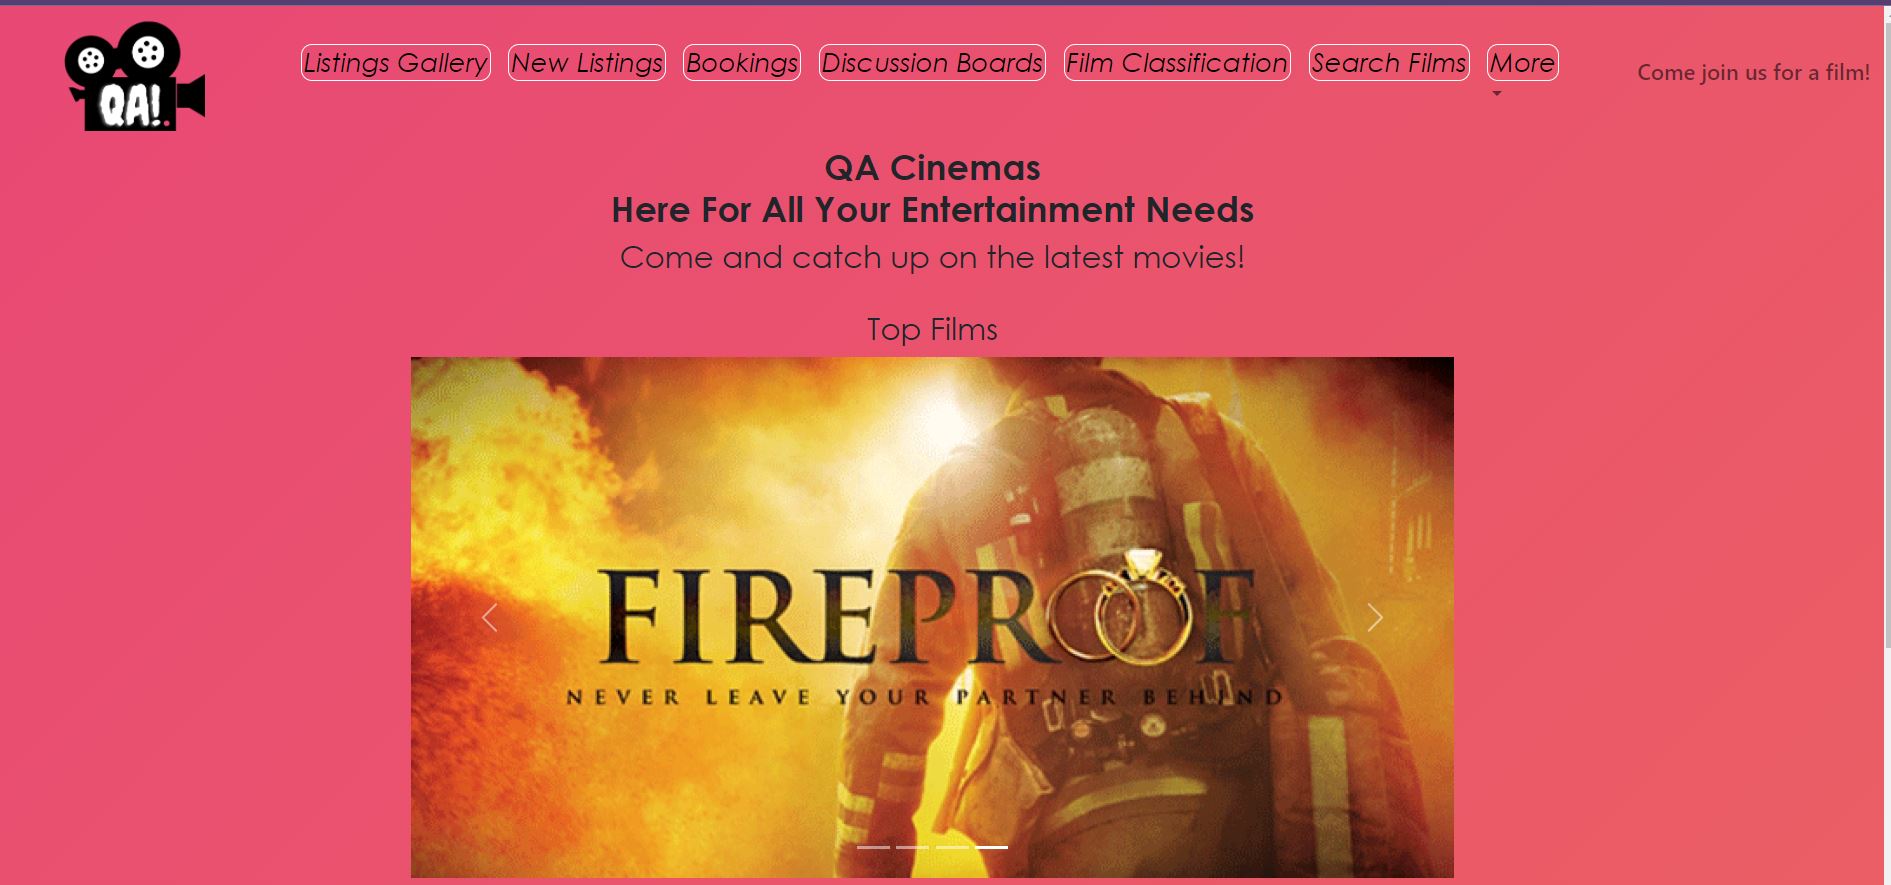 QA!.
Listings Gallery New Listings Bookings Discussion Boards Film Classification Search Films More
Come join us for a film!
QA Cinemas
Here For All Your Entertainment Needs
Come and catch up on the latest movies!
Top Films
FIREPROOF
NEVER LEAVE YOUR PARTNER BEHIND